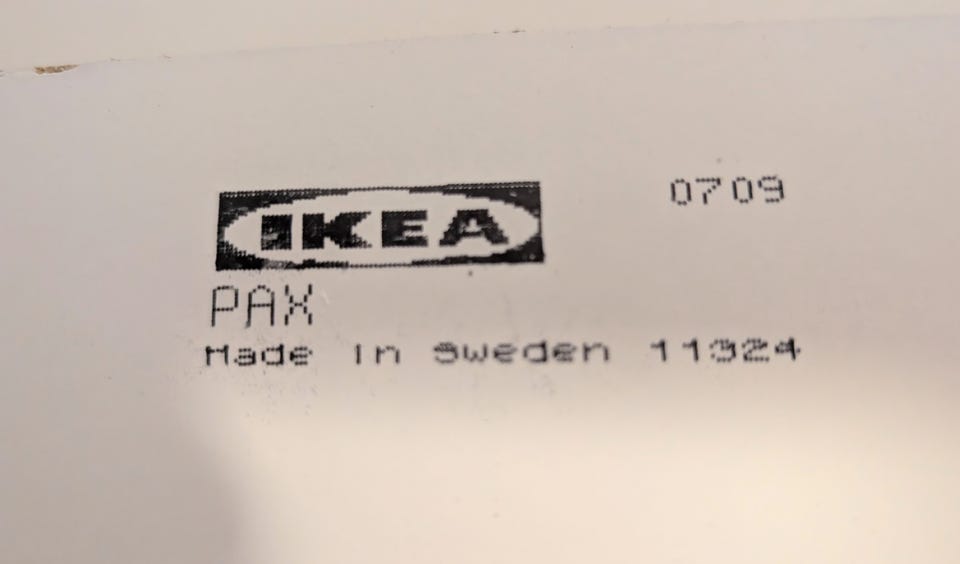 IKEA 0709
PAX
Made in Sweden 11324